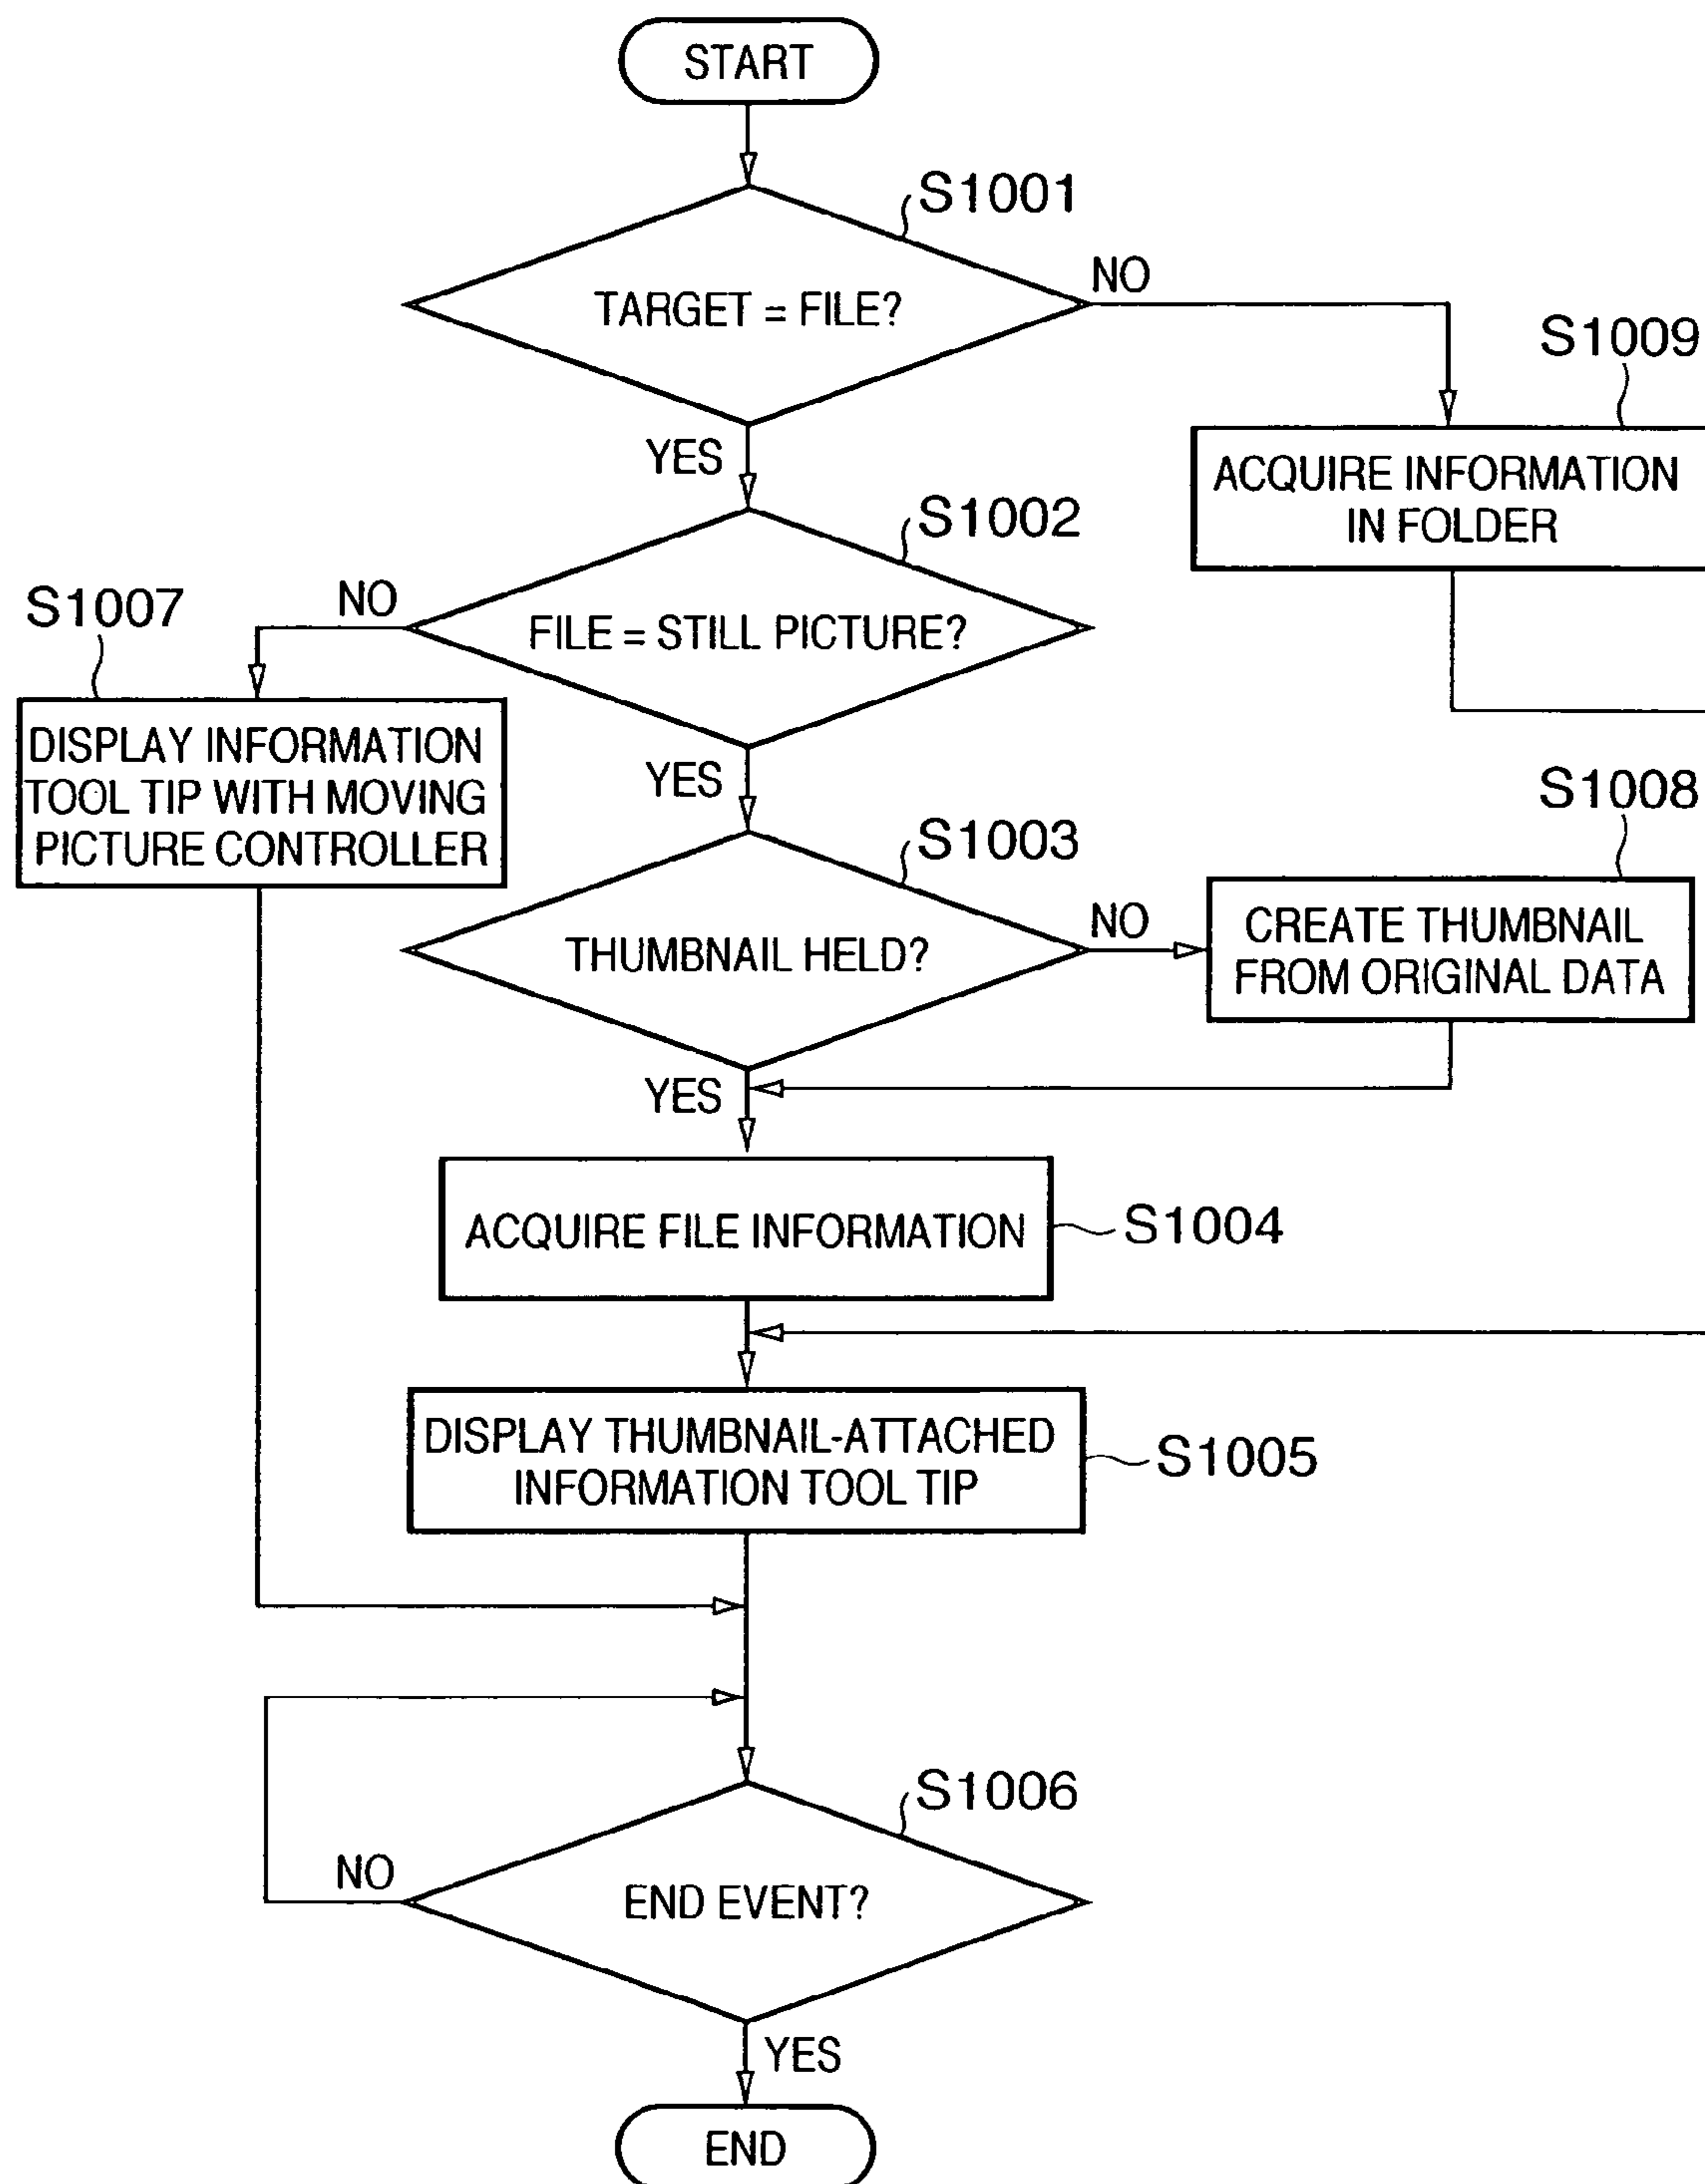 START
S1001
TARGET = FILE?
NO
YES
S1009
ACQUIRE INFORMATION
IN FOLDER
S1002
FILE = STILL PICTURE?
NO
YES
S1007
DISPLAY INFORMATION
TOOL TIP WITH MOVING
PICTURE CONTROLLER
S1003
THUMBNAIL HELD?
NO
YES
S1008
CREATE THUMBNAIL
FROM ORIGINAL DATA
ACQUIRE FILE INFORMATION
S1004
DISPLAY THUMBNAIL-ATTACHED
INFORMATION TOOL TIP
S1005
S1006
END EVENT?
NO
YES
END